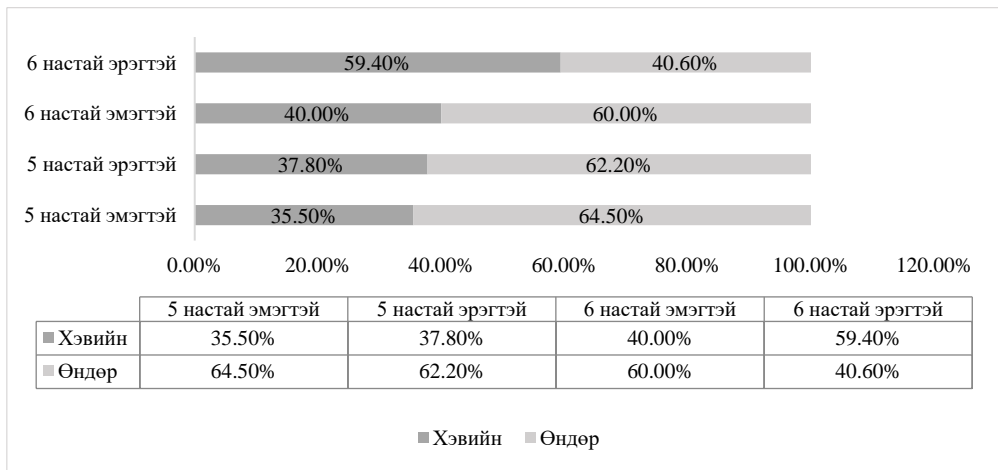 6 настай эрэгтэй 59.40% 40.60%
6 настай эмэгтэй 40.00% 60.00%
5 настай эрэгтэй 37.80% 62.20%
5 настай эмэгтэй 35.50% 64.50%
0.00% 20.00% 40.00% 60.00% 80.00% 100.00% 120.00%
5 настай эмэгтэй 5 настай эрэгтэй 6 настай эмэгтэй 6 настай эрэгтэй
Хэвийн 35.50% 37.80% 40.00% 59.40%
Өндөр 64.50% 62.20% 60.00% 40.60%
Хэвийн Өндөр